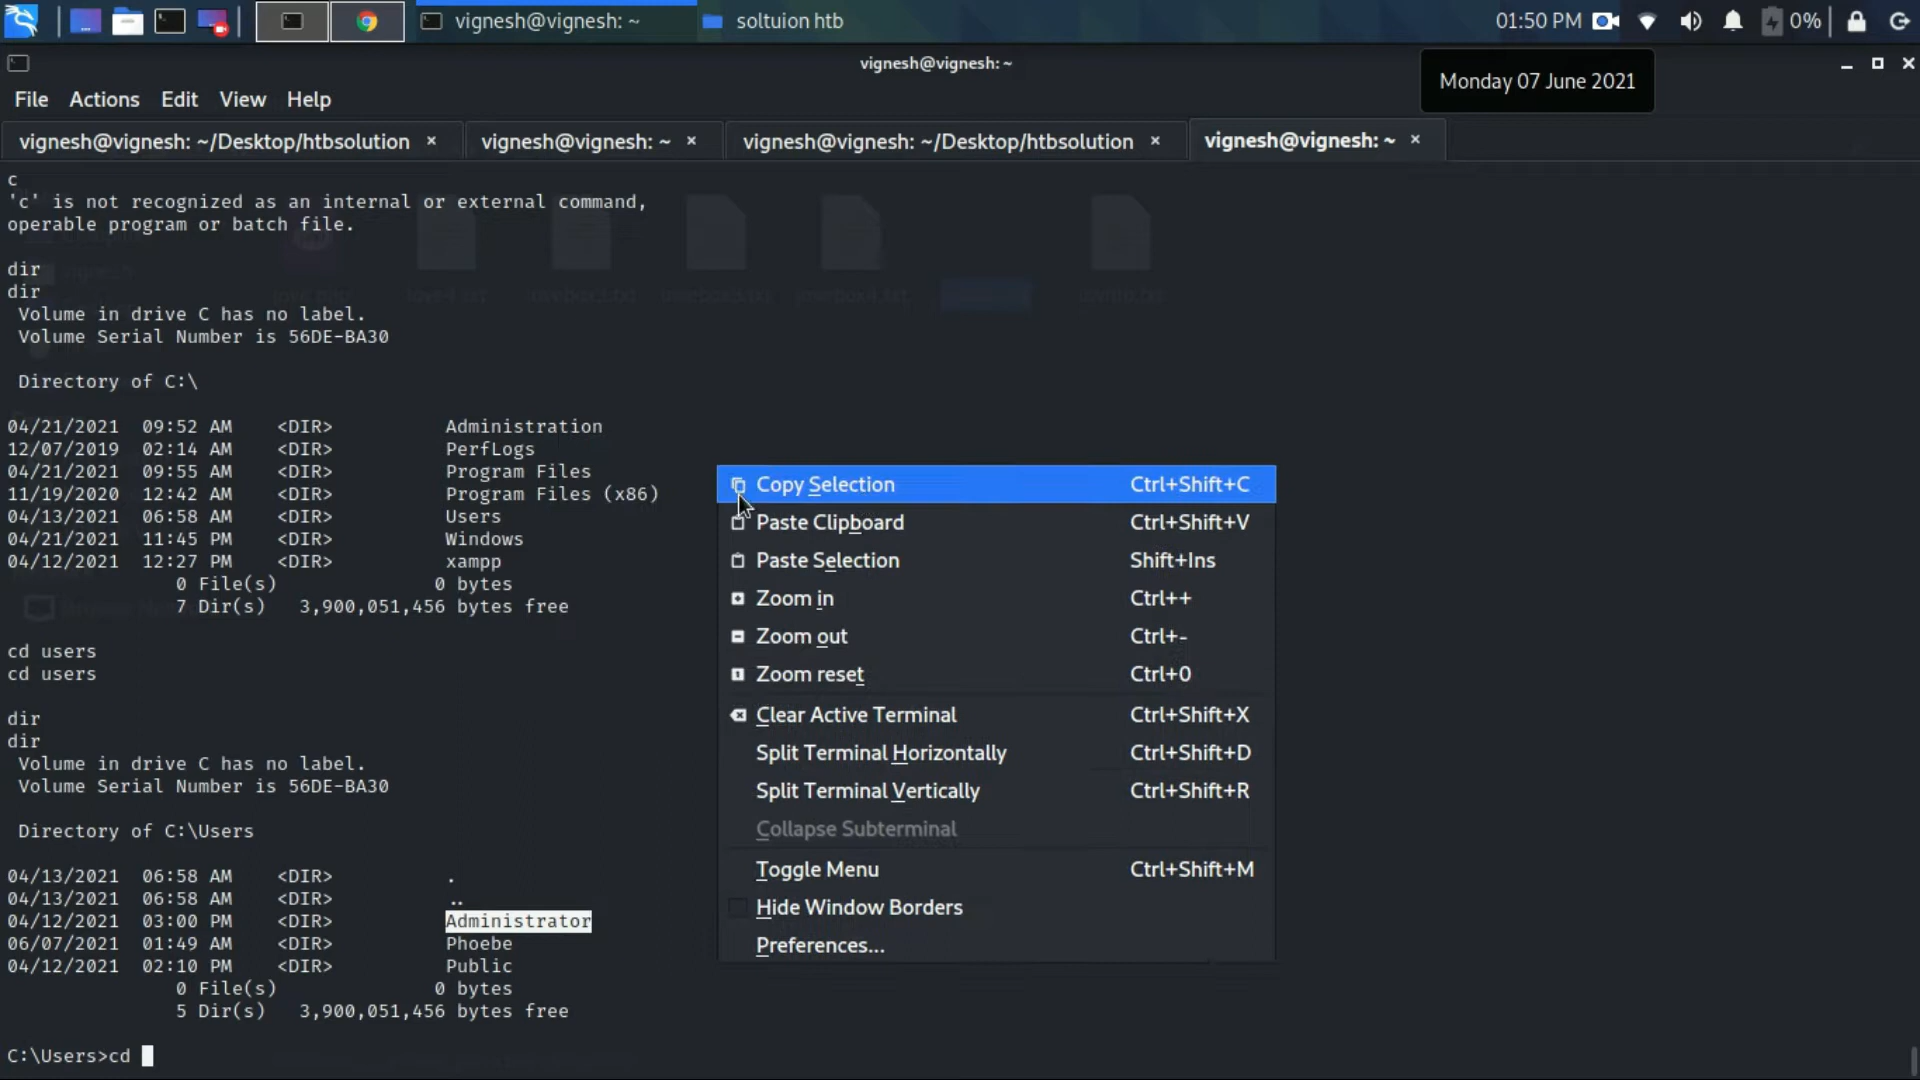 vignesh@vignesh: ~
soltuion htb
01:50 PM
0%
vignesh@vignesh: ~
Monday 07 June 2021
File Actions Edit View Help
vignesh@vignesh: ~/Desktop/htbsolution ×
vignesh@vignesh: ~ ×
vignesh@vignesh: ~/Desktop/htbsolution ×
vignesh@vignesh: ~ ×
c
'c' is not recognized as an internal or external command,
operable program or batch file.
dir
dir
Volume in drive C has no label.
Volume Serial Number is 56DE-BA30
Directory of C:\
04/21/2021 09:52 AM <DIR> Administration
12/07/2019 02:14 AM <DIR> PerfLogs
04/21/2021 09:55 AM <DIR> Program Files
11/19/2020 12:42 AM <DIR> Program Files (x86)
04/13/2021 06:58 AM <DIR> Users
04/21/2021 11:45 PM <DIR> Windows
04/12/2021 12:27 PM <DIR> xampp
0 File(s) 0 bytes
7 Dir(s) 3,900,051,456 bytes free
cd users
cd users
dir
dir
Volume in drive C has no label.
Volume Serial Number is 56DE-BA30
Directory of C:\Users
04/13/2021 06:58 AM <DIR> .
04/13/2021 06:58 AM <DIR> ..
04/12/2021 03:00 PM <DIR> Administrator
06/07/2021 01:49 AM <DIR> Phoebe
04/12/2021 02:10 PM <DIR> Public
0 File(s) 0 bytes
5 Dir(s) 3,900,051,456 bytes free
C:\Users>cd
Copy Selection Ctrl+Shift+C
Paste Clipboard Ctrl+Shift+V
Paste Selection Shift+Ins
Zoom in Ctrl++
Zoom out Ctrl+-
Zoom reset Ctrl+0
Clear Active Terminal Ctrl+Shift+X
Split Terminal Horizontally Ctrl+Shift+D
Split Terminal Vertically Ctrl+Shift+R
Collapse Subterminal
Toggle Menu Ctrl+Shift+M
Hide Window Borders
Preferences...